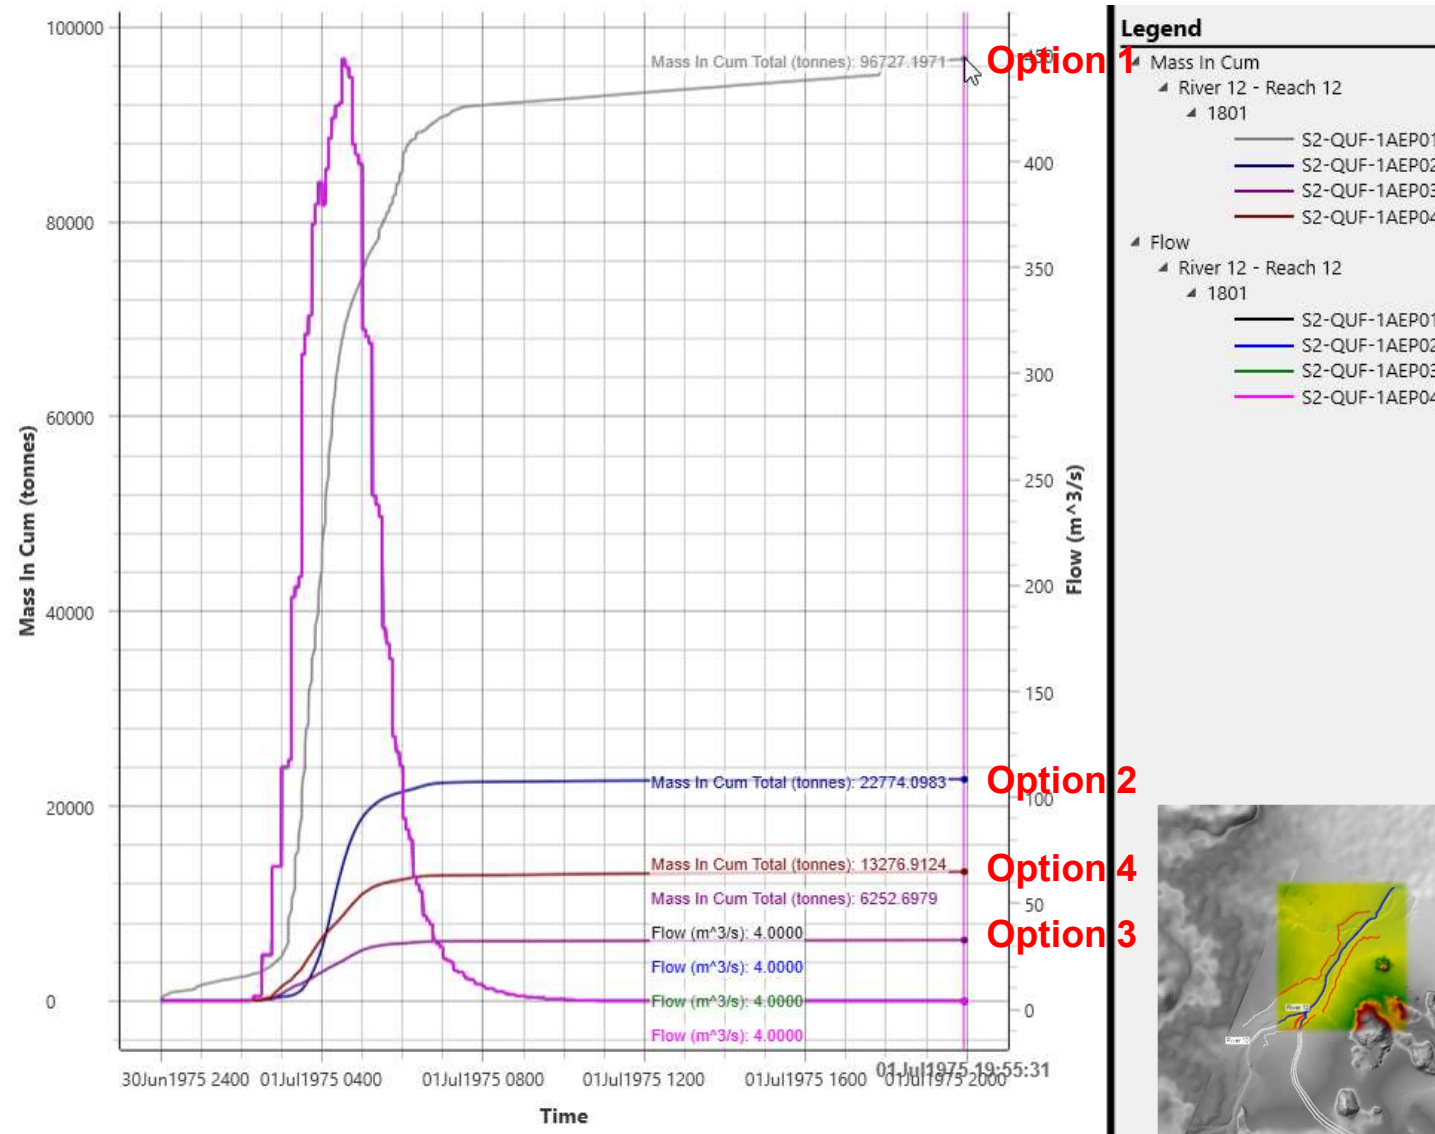 100000
80000
60000
40000
20000
0
Mass In Cum (tonnes)
Mass In Cum Total (tonnes): 96727.1971
Mass In Cum Total (tonnes): 22774.0983
Mass In Cum Total (tonnes): 13276.9124
Mass In Cum Total (tonnes): 6252.6979
Flow (m^3/s): 4.0000
Flow (m^3/s): 4.0000
Flow (m^3/s): 4.0000
Flow (m^3/s): 4.0000
Option 1
Option 2
Option 4
Option 3
450
400
350
300
250
200
150
100
50
0
Flow (m^3/s)
30Jun1975 2400
01Jul1975 0400
01Jul1975 0800
01Jul1975 1200
01Jul1975 1600
01Jul1975 2000
01Jul1975 19:55:31
Time
Legend
Mass In Cum
River 12 - Reach 12
1801
S2-QUF-1AEP01
S2-QUF-1AEP02
S2-QUF-1AEP03
S2-QUF-1AEP04
Flow
River 12 - Reach 12
1801
S2-QUF-1AEP01
S2-QUF-1AEP02
S2-QUF-1AEP03
S2-QUF-1AEP04
River 12